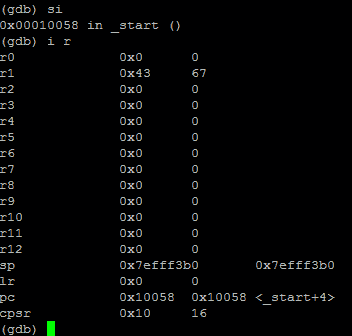 (gdb) si
0x00010058 in _start ()
(gdb) i r
r0 0x0 0
r1 0x43 67
r2 0x0 0
r3 0x0 0
r4 0x0 0
r5 0x0 0
r6 0x0 0
r7 0x0 0
r8 0x0 0
r9 0x0 0
r10 0x0 0
r11 0x0 0
r12 0x0 0
sp 0x7efff3b0 0x7efff3b0
lr 0x0 0
pc 0x10058 0x10058 <_start+4>
cpsr 0x10 16
(gdb)